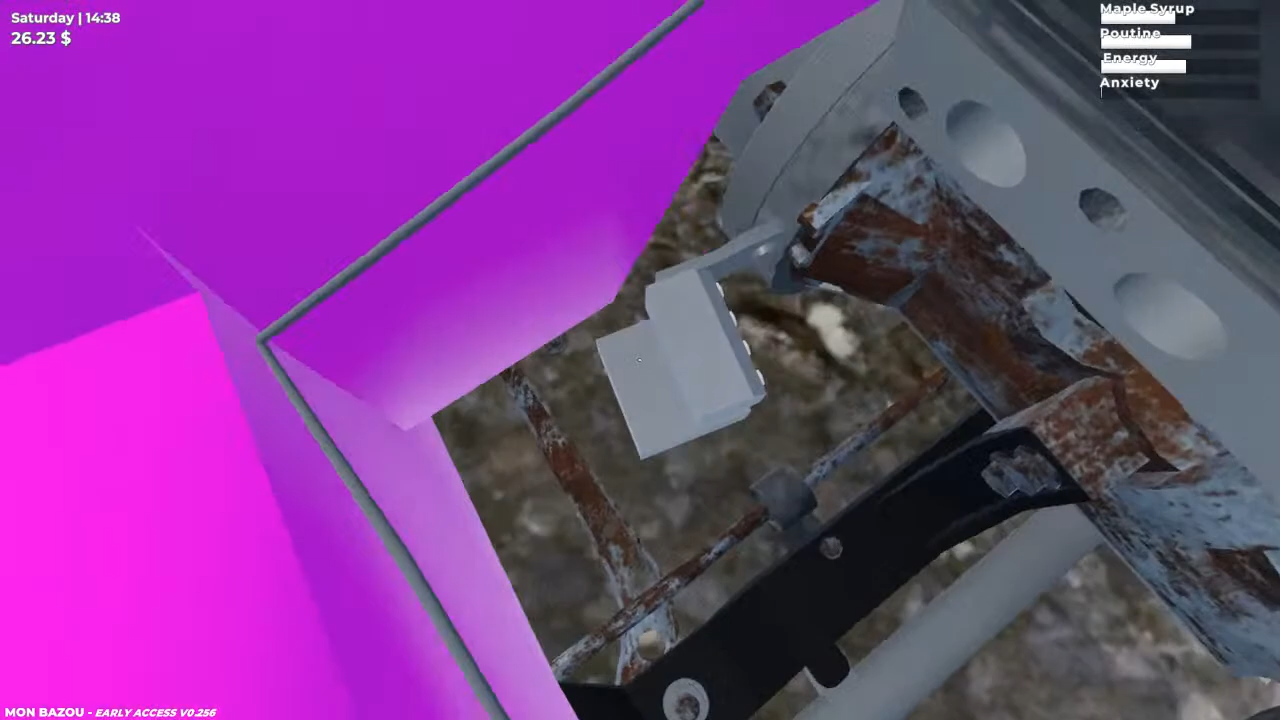 Saturday | 14:38
26.23 $
Maple Syrup
Poutine
Energy
Anxiety
MON BAZOU - EARLY ACCESS V0.256